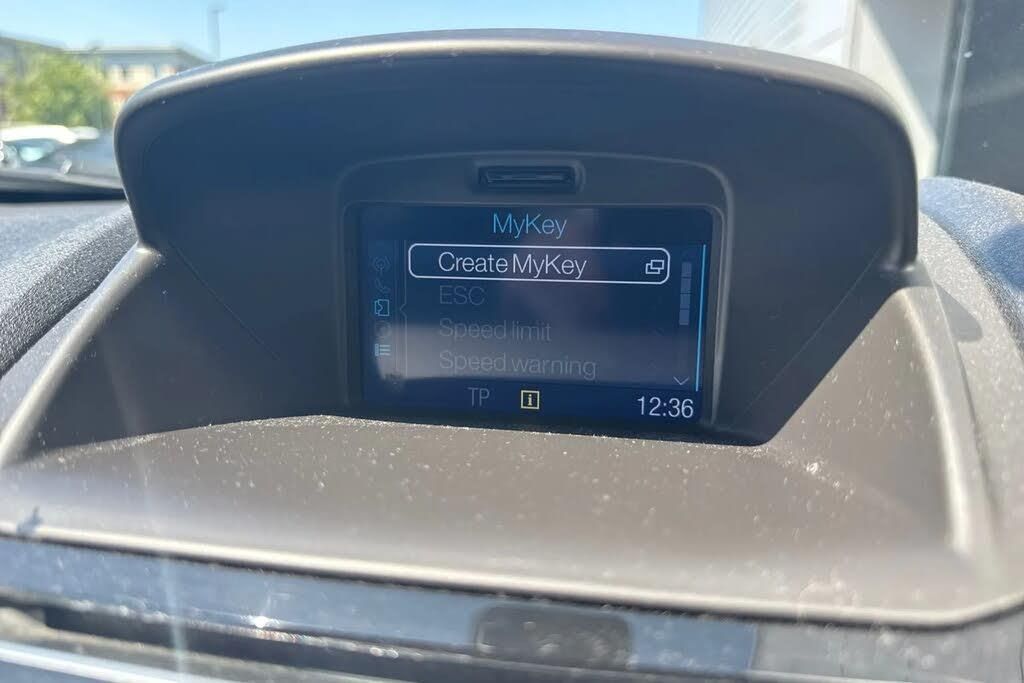 MyKey
Create MyKey
ESC
Speed limit
Speed warning
TP i 12:36